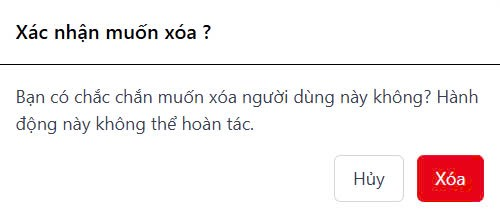 Xác nhận muốn xóa ?
Bạn có chắc chắn muốn xóa người dùng này không? Hành
động này không thể hoàn tác.
Hủy
Xóa